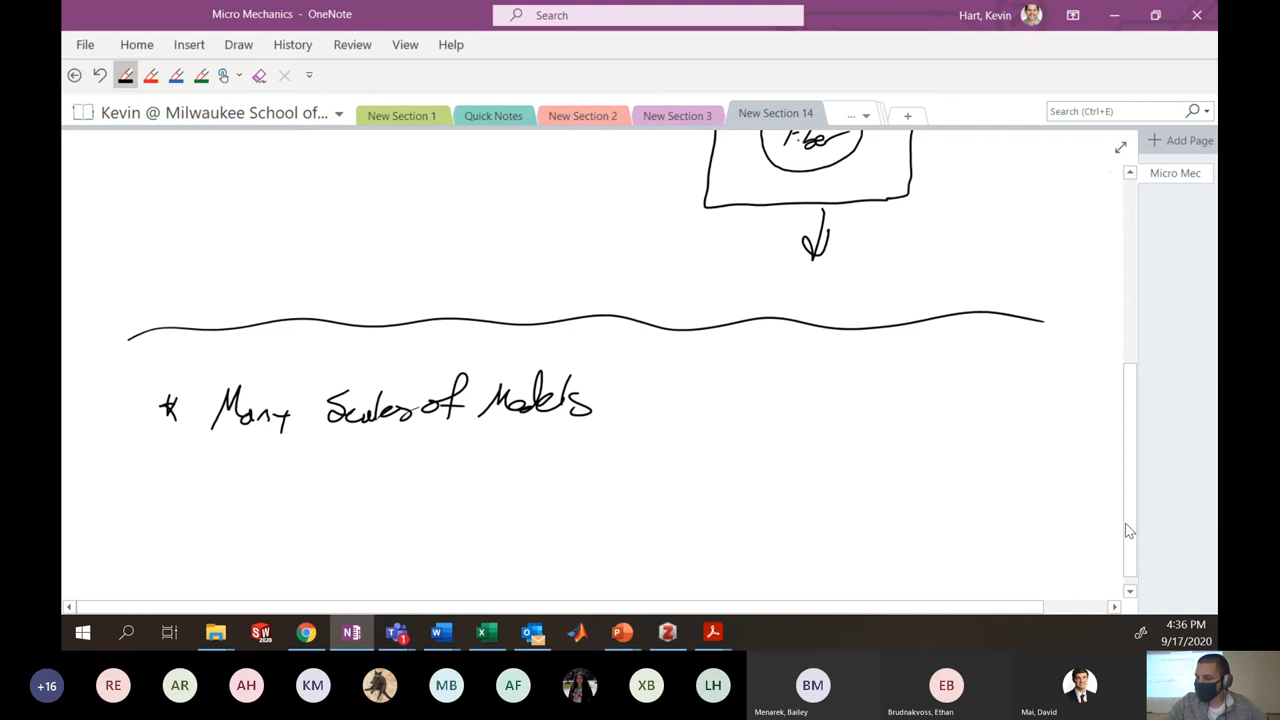 Micro Mechanics - OneNote
Search
Hart, Kevin
File Home Insert Draw History Review View Help
Kevin @ Milwaukee School of...
New Section 1
Quick Notes
New Section 2
New Section 3
New Section 14
...
Search (Ctrl+E)
Add Page
Micro Mec
Fiber
* Many Scales of Models
4:36 PM
9/17/2020
+16
RE
AR
AH
KM
MB
AF
XB
LH
BM
Menarek, Bailey
EB
Brudnakvoss, Ethan
Mai, David